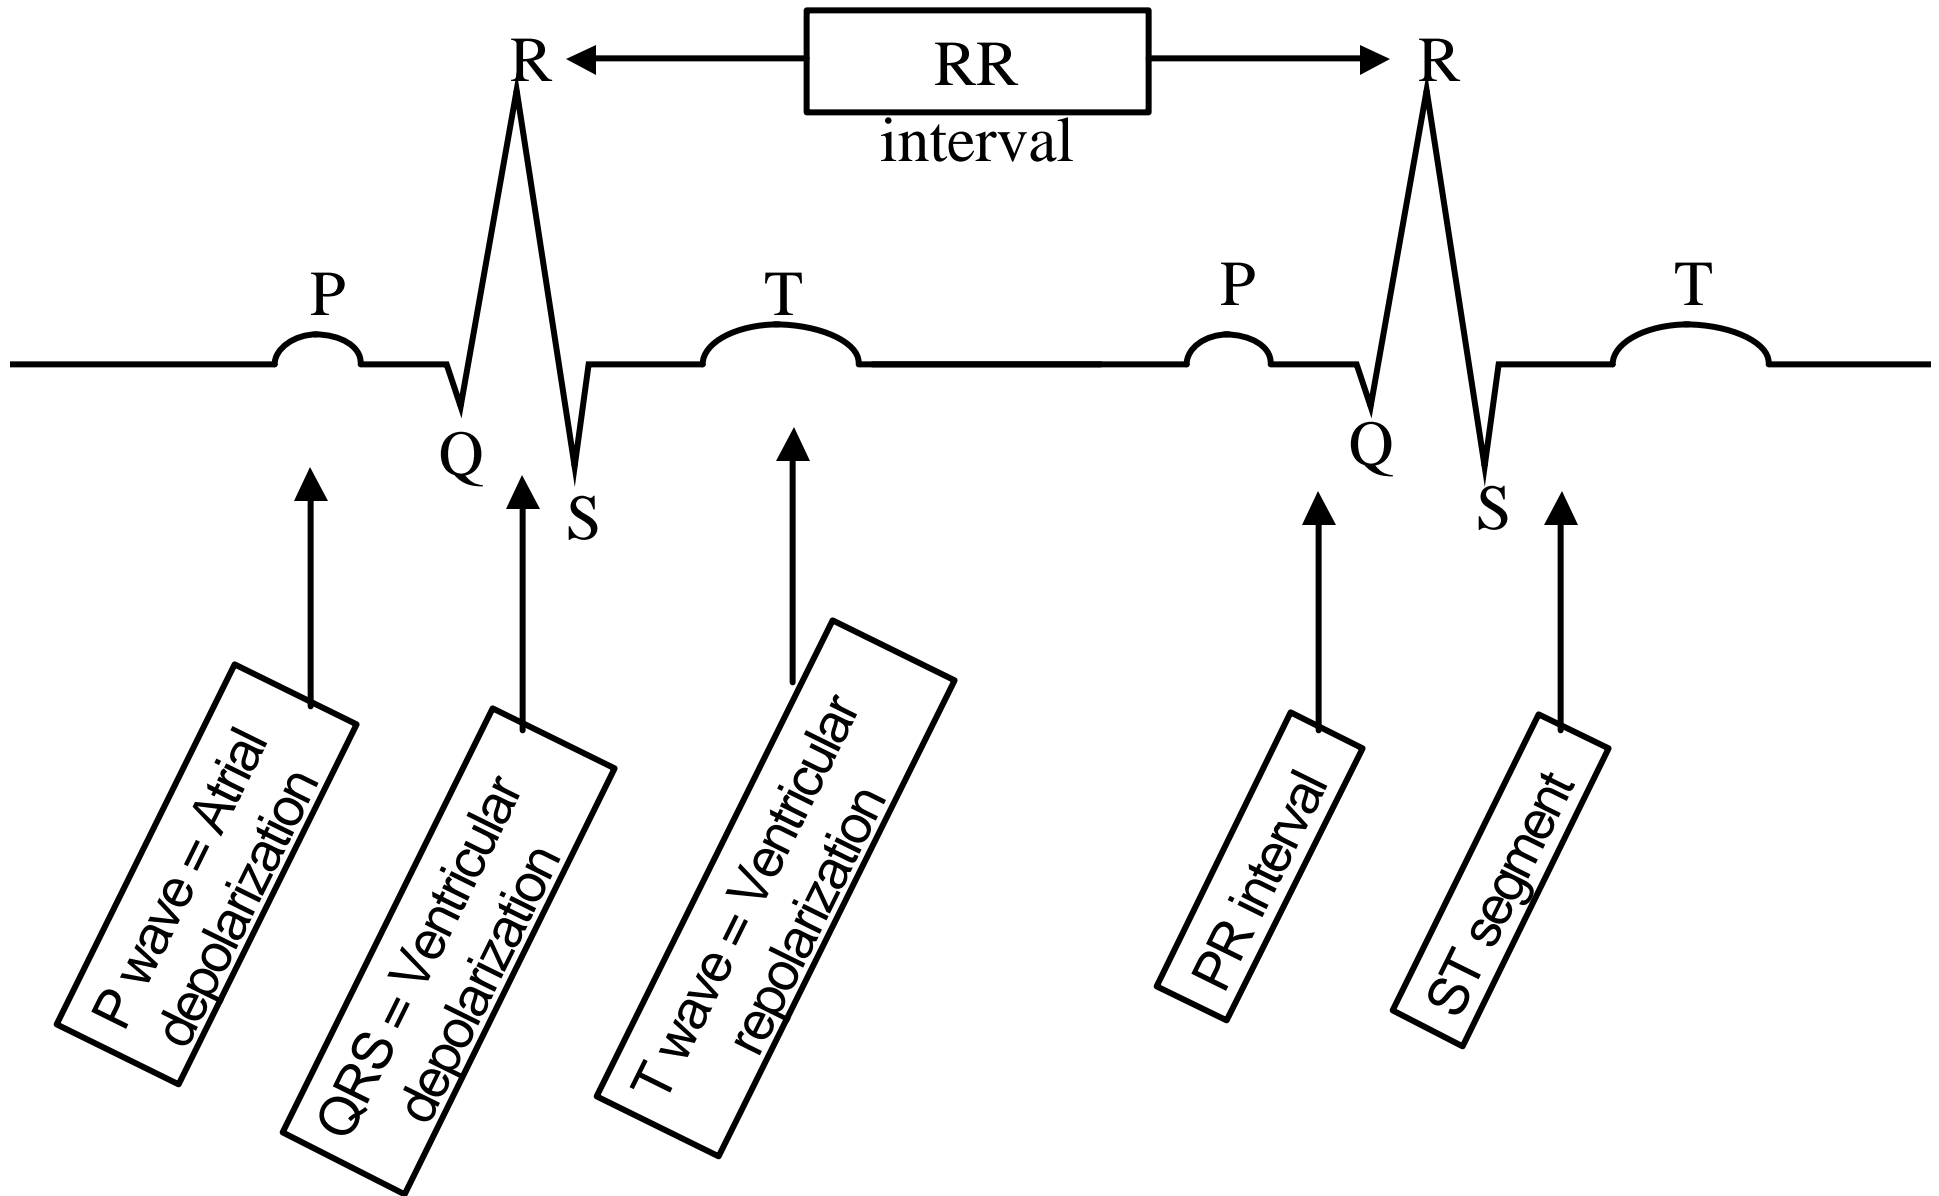 R
RR
R
interval
P
T
P
T
Q
S
Q
S
P wave = Atrial
depolarization
QRS = Ventricular
depolarization
T wave = Ventricular
repolarization
PR interval
ST segment